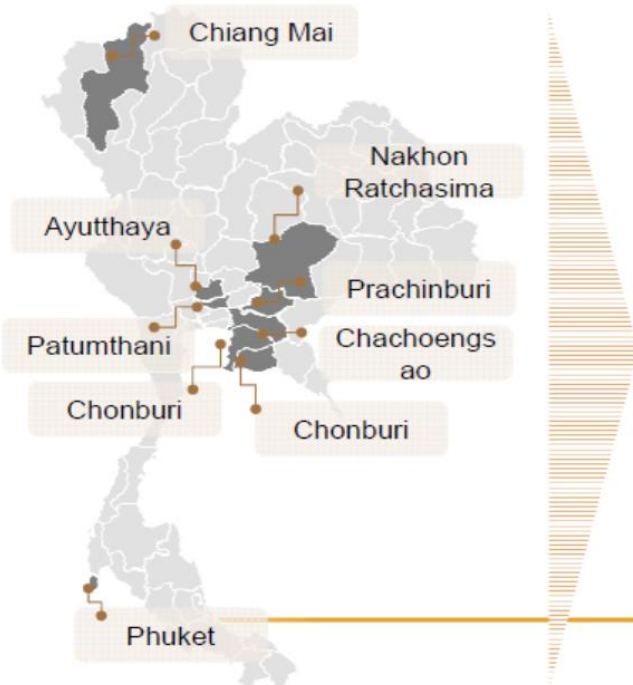 Chiang Mai
Nakhon
Ratchasima
Ayutthaya
Prachinburi
Patumthani
Chachoengs
ao
Chonburi
Chonburi
Phuket